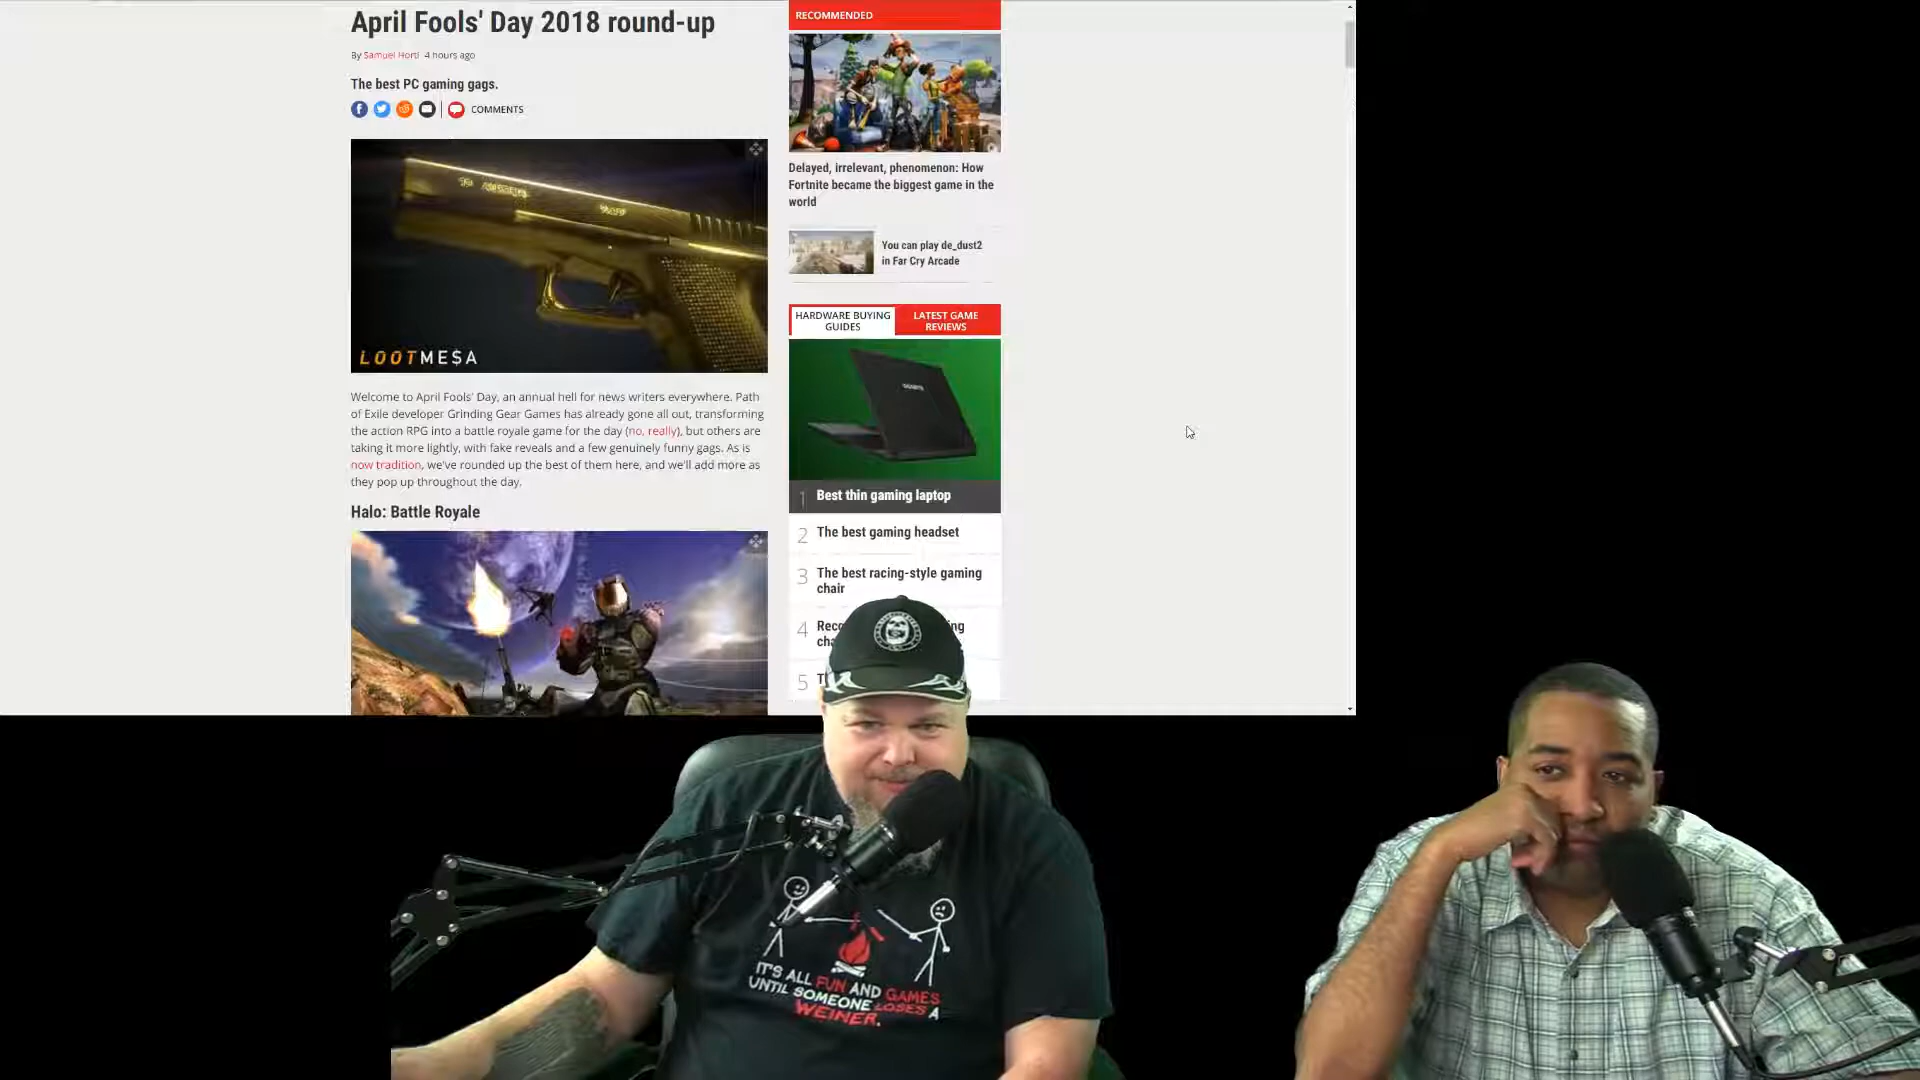 April Fools' Day 2018 round-up
By Samuel Horti 4 hours ago
The best PC gaming gags.
COMMENTS
LOOTME$A
Welcome to April Fools' Day, an annual hell for news writers everywhere. Path
of Exile developer Grinding Gear Games has already gone all out, transforming
the action RPG into a battle royale game for the day (no, really), but others are
taking it more lightly, with fake reveals and a few genuinely funny gags. As is
now tradition, we've rounded up the best of them here, and we'll add more as
they pop up throughout the day.
Halo: Battle Royale
RECOMMENDED
Delayed, irrelevant, phenomenon: How
Fortnite became the biggest game in the
world
You can play de_dust2
in Far Cry Arcade
HARDWARE BUYING
GUIDES
LATEST GAME
REVIEWS
1 Best thin gaming laptop
2 The best gaming headset
3 The best racing-style gaming
chair
4
5
IT'S ALL FUN AND GAMES
UNTIL SOMEONE LOSES A
WEINER.